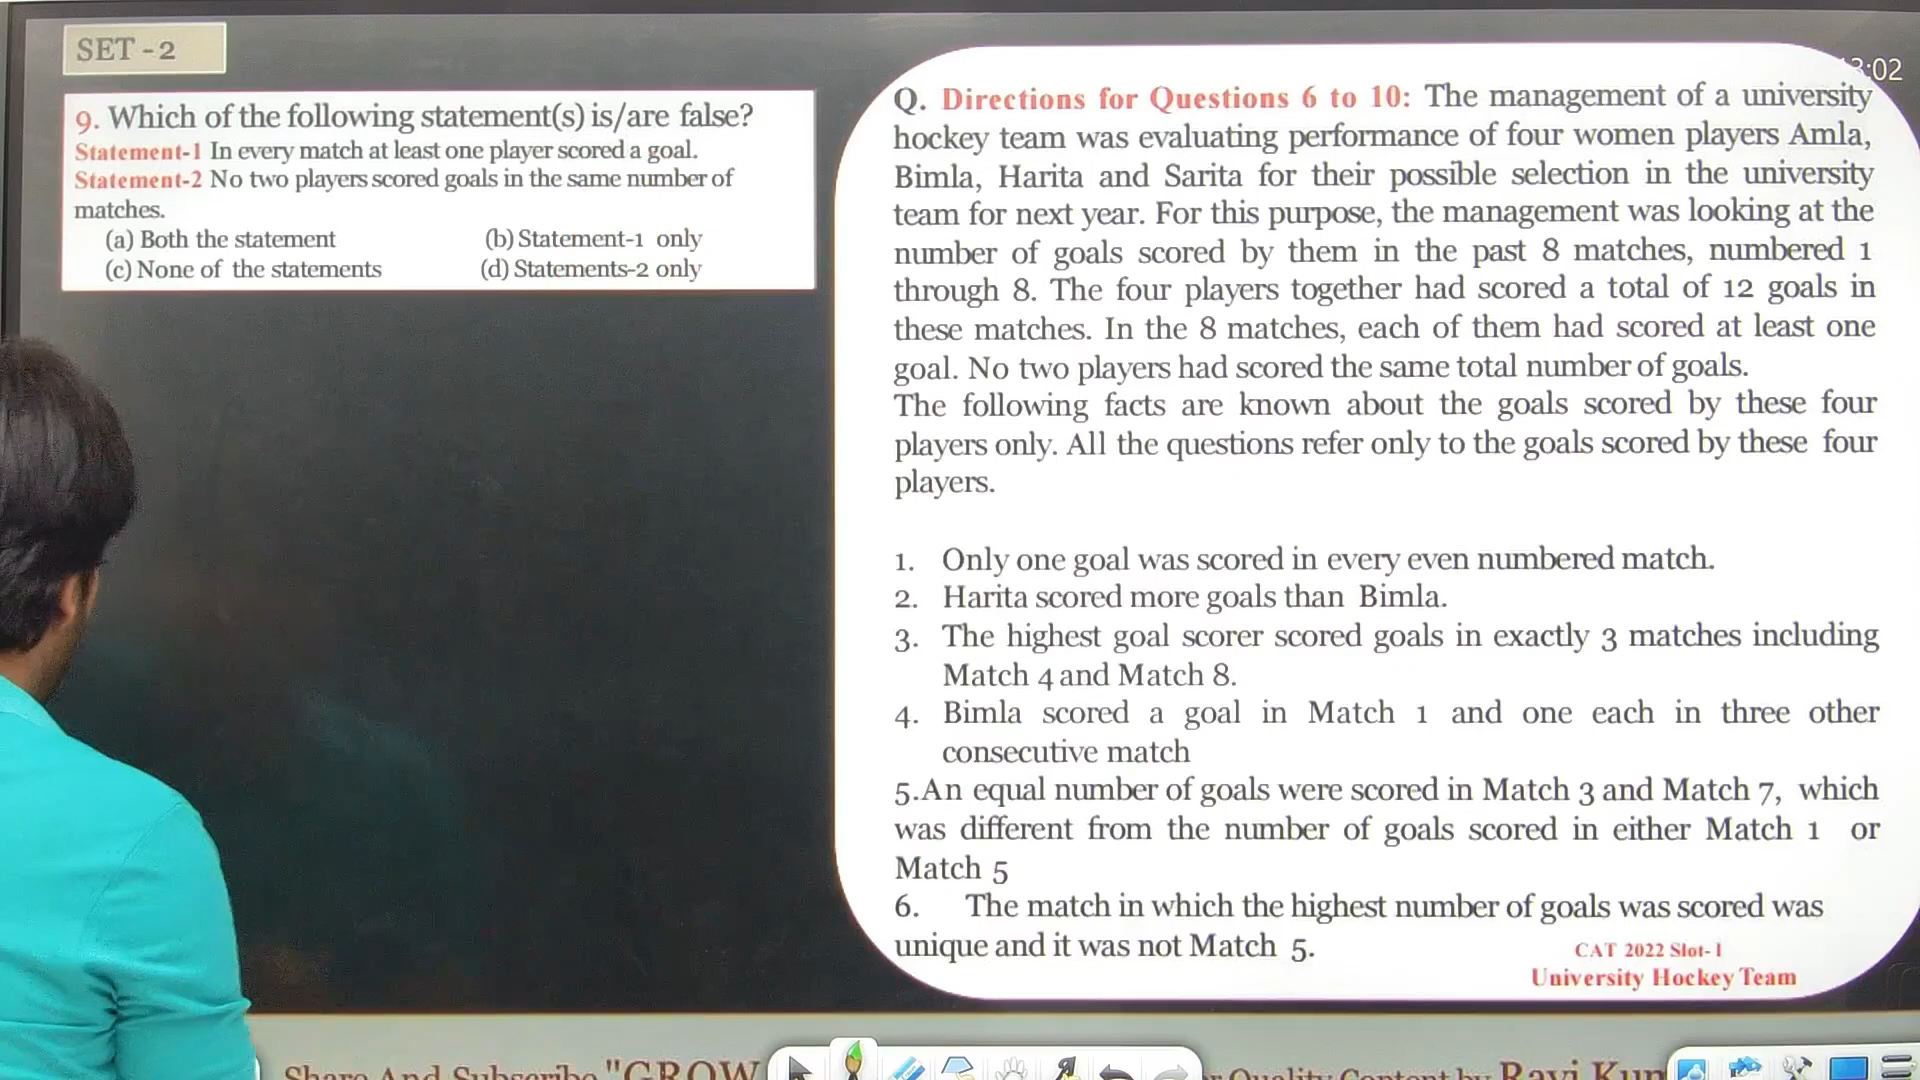 SET - 2
9. Which of the following statement(s) is/are false?
Statement-1 In every match at least one player scored a goal.
Statement-2 No two players scored goals in the same number of
matches.
(a) Both the statement (b) Statement-1 only
(c) None of the statements (d) Statements-2 only
:02
Q. Directions for Questions 6 to 10: The management of a university
hockey team was evaluating performance of four women players Amla,
Bimla, Harita and Sarita for their possible selection in the university
team for next year. For this purpose, the management was looking at the
number of goals scored by them in the past 8 matches, numbered 1
through 8. The four players together had scored a total of 12 goals in
these matches. In the 8 matches, each of them had scored at least one
goal. No two players had scored the same total number of goals.
The following facts are known about the goals scored by these four
players only. All the questions refer only to the goals scored by these four
players.
1. Only one goal was scored in every even numbered match.
2. Harita scored more goals than Bimla.
3. The highest goal scorer scored goals in exactly 3 matches including
Match 4 and Match 8.
4. Bimla scored a goal in Match 1 and one each in three other
consecutive match
5.An equal number of goals were scored in Match 3 and Match 7, which
was different from the number of goals scored in either Match 1 or
Match 5
6. The match in which the highest number of goals was scored was
unique and it was not Match 5.
CAT 2022 Slot- I
University Hockey Team
Share And Subscribe "GROW
Quality Content by Ravi Kum